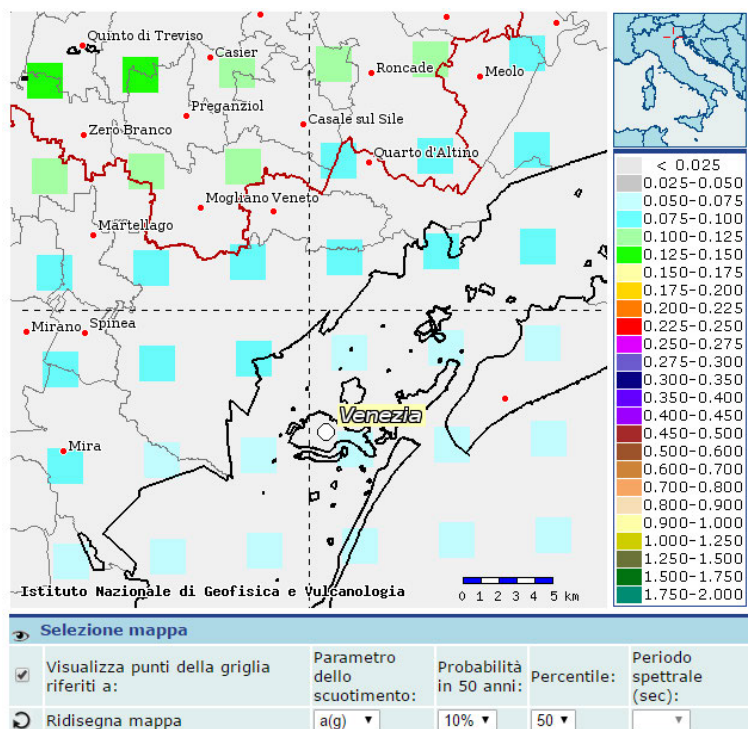 Quinto di Treviso
Casier
Roncade
Meolo
Preganziol
Casale sul Sile
Zero Branco
Quarto d'Altino
Mogliano Veneto
Martellago
Mirano
Spinea
Venezia
Mira
Istituto Nazionale di Geofisica e Vulcanologia
0 1 2 3 4 5 km
< 0.025
0.025-0.050
0.050-0.075
0.075-0.100
0.100-0.125
0.125-0.150
0.150-0.175
0.175-0.200
0.200-0.225
0.225-0.250
0.250-0.275
0.275-0.300
0.300-0.350
0.350-0.400
0.400-0.450
0.450-0.500
0.500-0.600
0.600-0.700
0.700-0.800
0.800-0.900
0.900-1.000
1.000-1.250
1.250-1.500
1.500-1.750
1.750-2.000
Selezione mappa
Visualizza punti della griglia
riferiti a:
Parametro
dello
scuotimento:
Probabilità
in 50 anni:
Percentile:
Periodo
spettrale
(sec):
Ridisegna mappa
a(g)
10%
50